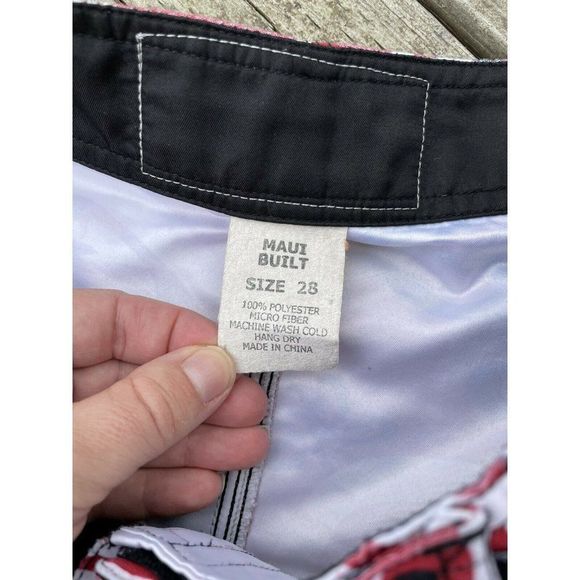 MAUI
BUILT
SIZE 28
100% POLYESTER
MICRO FIBER
MACHINE WASH COLD
HANG DRY
MADE IN CHINA